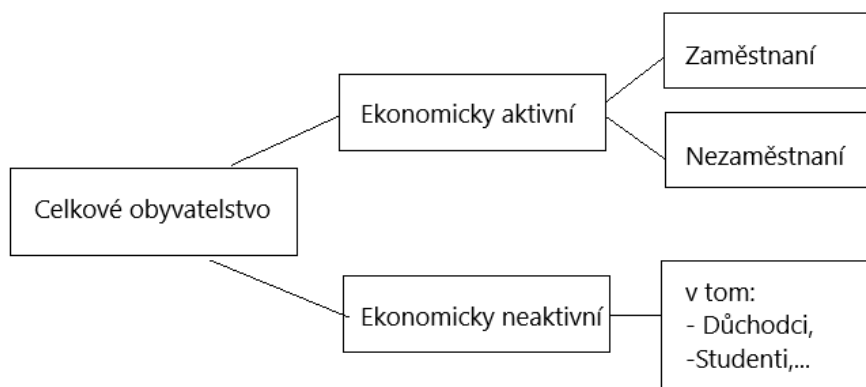 Zaměstnaní
Ekonomicky aktivní
Nezaměstnaní
Celkové obyvatelstvo
Ekonomicky neaktivní
v tom:
- Důchodci,
-Studenti,...